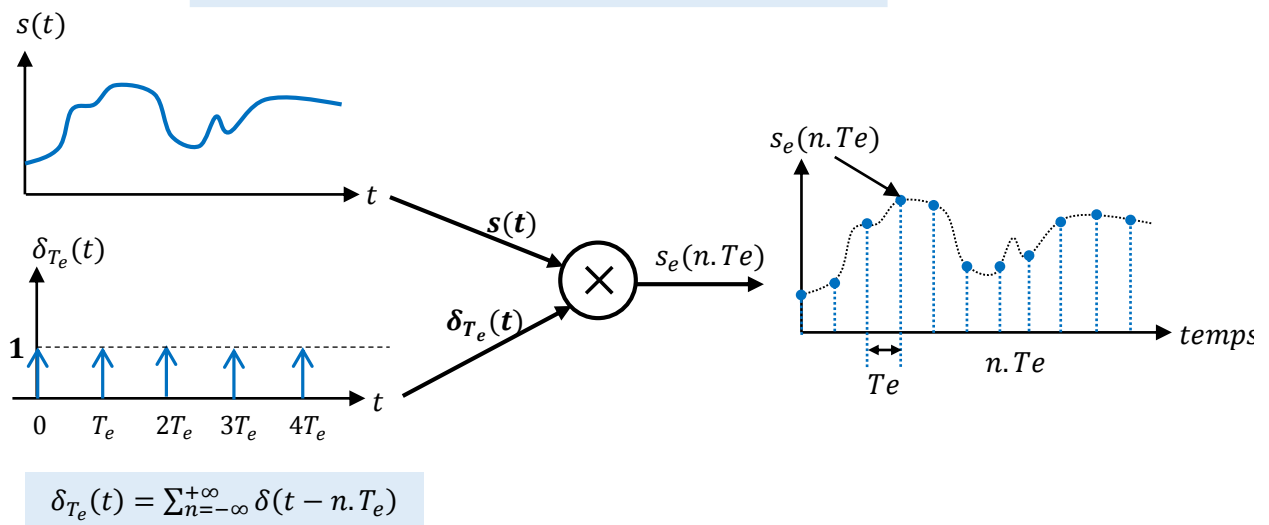 s(t)
t
δ_{T_e}(t)
1
0 T_e 2T_e 3T_e 4T_e
t
s(t)
δ_{T_e}(t)
×
s_e(n.Te)
s_e(n.Te)
temps
Te
n.Te
δ_{T_e}(t) = ∑_{n=-∞}^{+∞} δ(t − n.T_e)